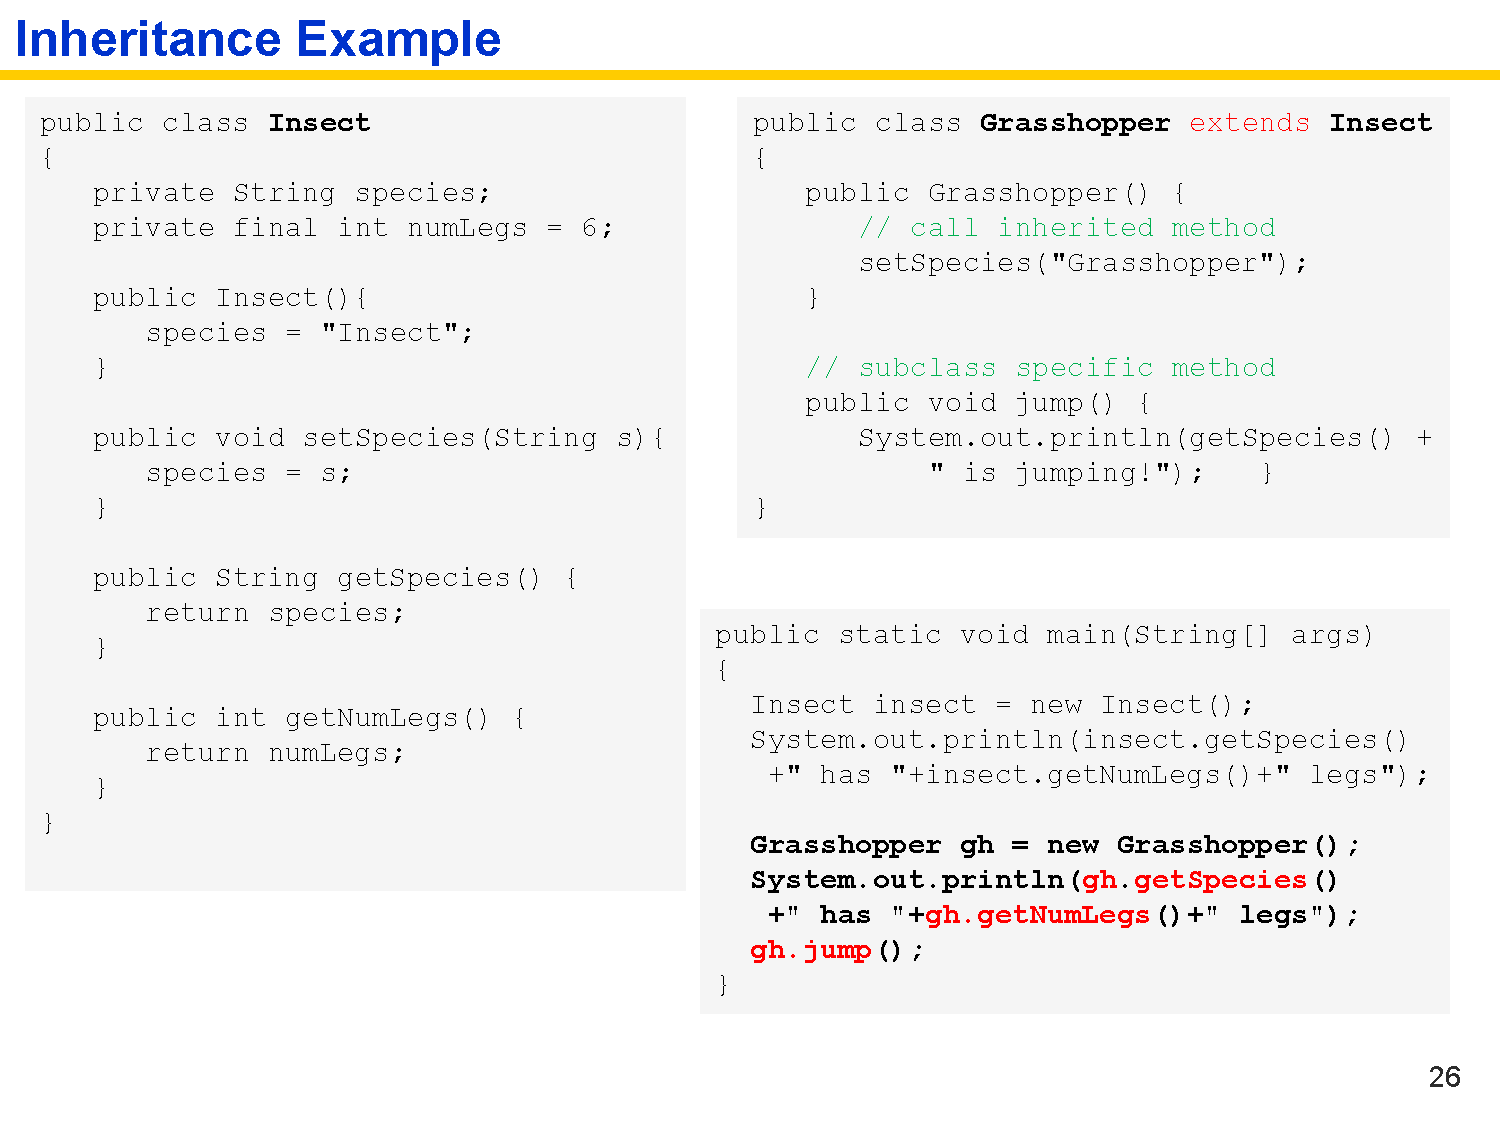 Inheritance Example
public class Insect
{
   private String species;
   private final int numLegs = 6;

   public Insect(){
      species = "Insect";
   }

   public void setSpecies(String s){
      species = s;
   }

   public String getSpecies() {
      return species;
   }

   public int getNumLegs() {
      return numLegs;
   }
}
public class Grasshopper extends Insect
{
   public Grasshopper() {
      // call inherited method
      setSpecies("Grasshopper");
   }

   // subclass specific method
   public void jump() {
      System.out.println(getSpecies() +
          " is jumping!");   }
}
public static void main(String[] args)
{
  Insect insect = new Insect();
  System.out.println(insect.getSpecies()
   +" has "+insect.getNumLegs()+" legs");

  Grasshopper gh = new Grasshopper();
  System.out.println(gh.getSpecies()
   +" has "+gh.getNumLegs()+" legs");
  gh.jump();
}
26